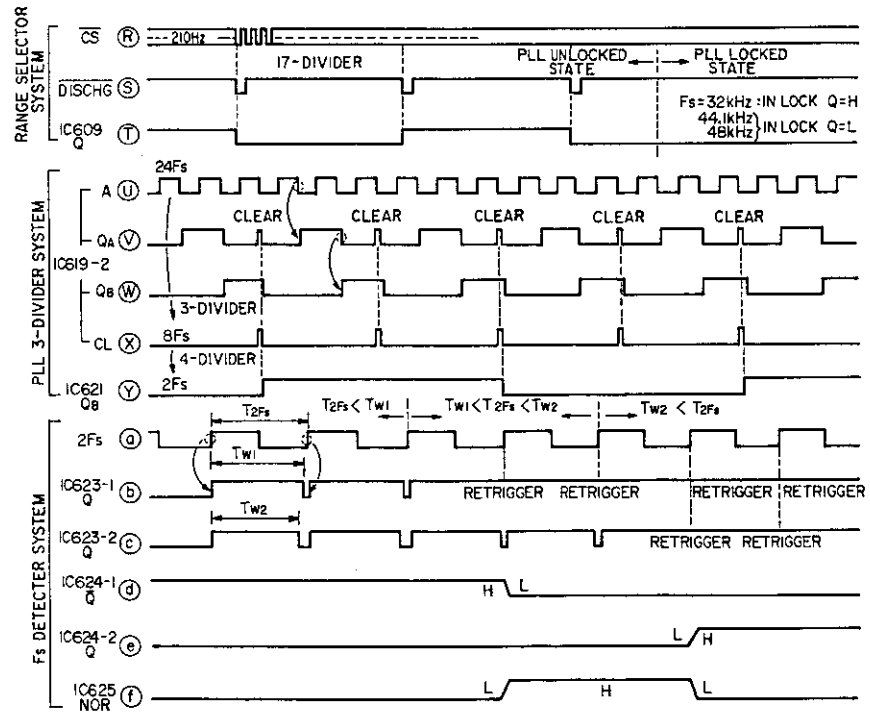 RANGE SELECTOR SYSTEM
CS R 210Hz
17-DIVIDER
PLL UNLOCKED STATE
PLL LOCKED STATE
DISCHG S
Fs=32kHz:IN LOCK Q=H
44.1kHz
48kHz} IN LOCK Q=L
IC609 Q T
PLL 3-DIVIDER SYSTEM
24Fs
A U
CLEAR CLEAR CLEAR CLEAR CLEAR
QA V
IC619-2
QB W
3-DIVIDER
CL X 8Fs
4-DIVIDER
IC621 QB Y 2Fs
Fs DETECTER SYSTEM
T2Fs T2Fs<TW1 TW1<T2Fs<TW2 TW2<T2Fs
2Fs a
TW1
IC623-1 Q b
RETRIGGER RETRIGGER RETRIGGER RETRIGGER
TW2
IC623-2 Q c
RETRIGGER RETRIGGER
IC624-1 Q̅ d
H L
IC624-2 Q e
L H
IC625 NOR f
L H L